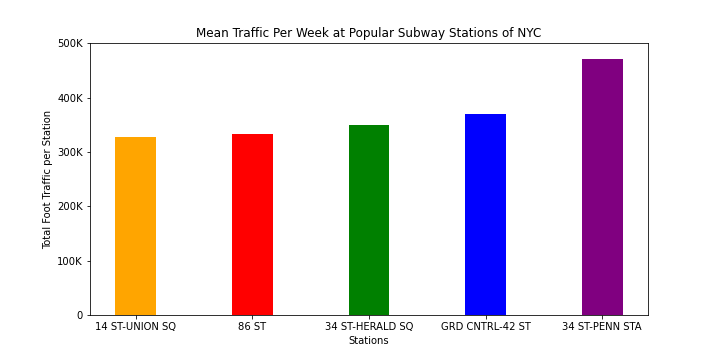 Mean Traffic Per Week at Popular Subway Stations of NYC
500K
400K
300K
200K
100K
0
Total Foot Traffic per Station
14 ST-UNION SQ
86 ST
34 ST-HERALD SQ
GRD CNTRL-42 ST
34 ST-PENN STA
Stations